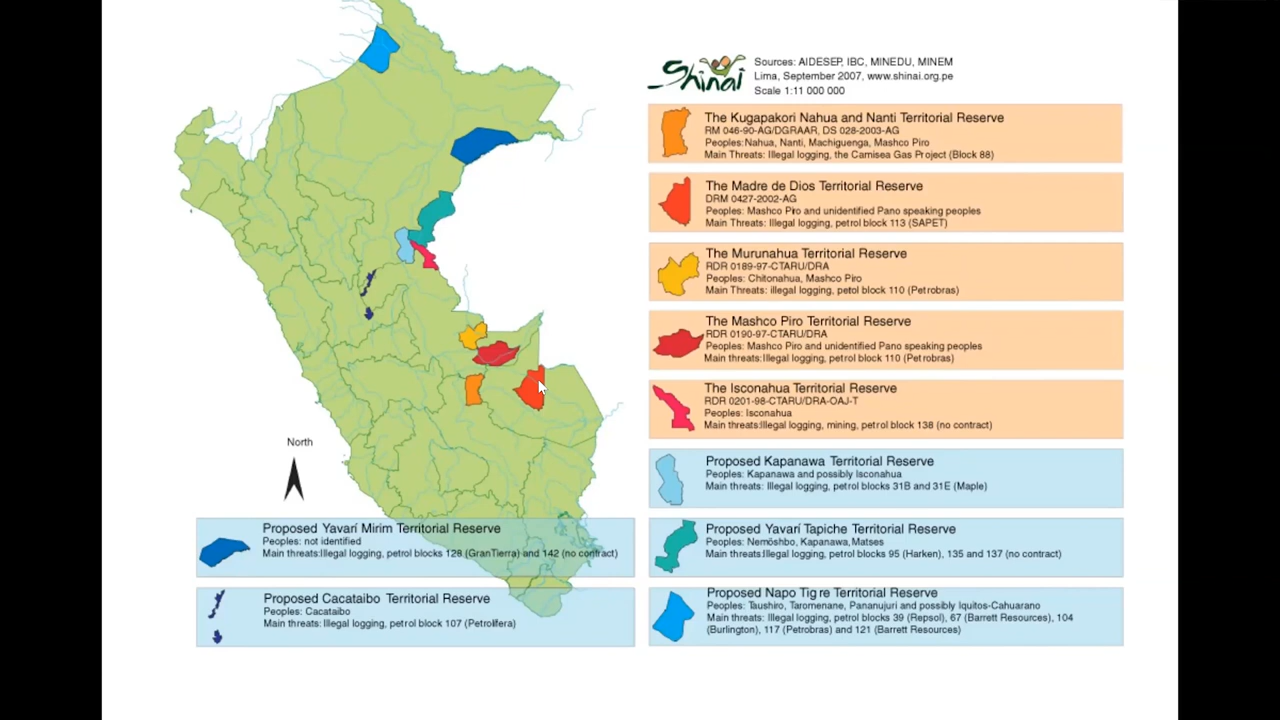 Shinai
Sources: AIDESEP, IBC, MINEDU, MINEM
Lima, September 2007, www.shinai.org.pe
Scale 1:11 000 000
The Kugapakori Nahua and Nanti Territorial Reserve
RM 046-90-AG/DGRAAR, DS 028-2003-AG
Peoples: Nahua, Nanti, Machiguenga, Mashco Piro
Main Threats: Illegal logging, the Camisea Gas Project (Block 88)
The Madre de Dios Territorial Reserve
DRM 0427-2002-AG
Peoples: Mashco Piro and unidentified Pano speaking peoples
Main Threats: Illegal logging, petrol block 113 (SAPET)
The Murunahua Territorial Reserve
RDR 0189-97-CTARU/DRA
Peoples: Chitonahua, Mashco Piro
Main Threats: illegal logging, petol block 110 (Petrobras)
The Mashco Piro Territorial Reserve
RDR 0190-97-CTARU/DRA
Peoples: Mashco Piro and unidentified Pano speaking peoples
Main threats:Illegal logging, petrol block 110 (Petrobras)
The Isconahua Territorial Reserve
RDR 0201-98-CTARU/DRA-OAJ-T
Peoples: Isconahua
Main threats:Illegal logging, mining, petrol block 138 (no contract)
North
Proposed Kapanawa Territorial Reserve
Peoples: Kapanawa and possibly Isconahua
Main threats: Illegal logging, petrol blocks 31B and 31E (Maple)
Proposed Yavarí Mirim Territorial Reserve
Peoples: not identified
Main threats:Illegal logging, petrol blocks 128 (GranTierra) and 142 (no contract)
Proposed Yavarí Tapiche Territorial Reserve
Peoples: Nemöshbo, Kapanawa,Matses
Main threats:Illegal logging, petrol blocks 95 (Harken), 135 and 137 (no contract)
Proposed Cacataibo Territorial Reserve
Peoples: Cacataibo
Main threats: Illegal logging, petrol block 107 (Petrolifera)
Proposed Napo Tigre Territorial Reserve
Peoples: Taushiro, Taromenane, Pananujuri and possibly Iquitos-Cahuarano
Main threats: Illegal logging, petrol blocks 39 (Repsol), 67 (Barrett Resources), 104
(Burlington), 117 (Petrobras) and 121 (Barrett Resources)